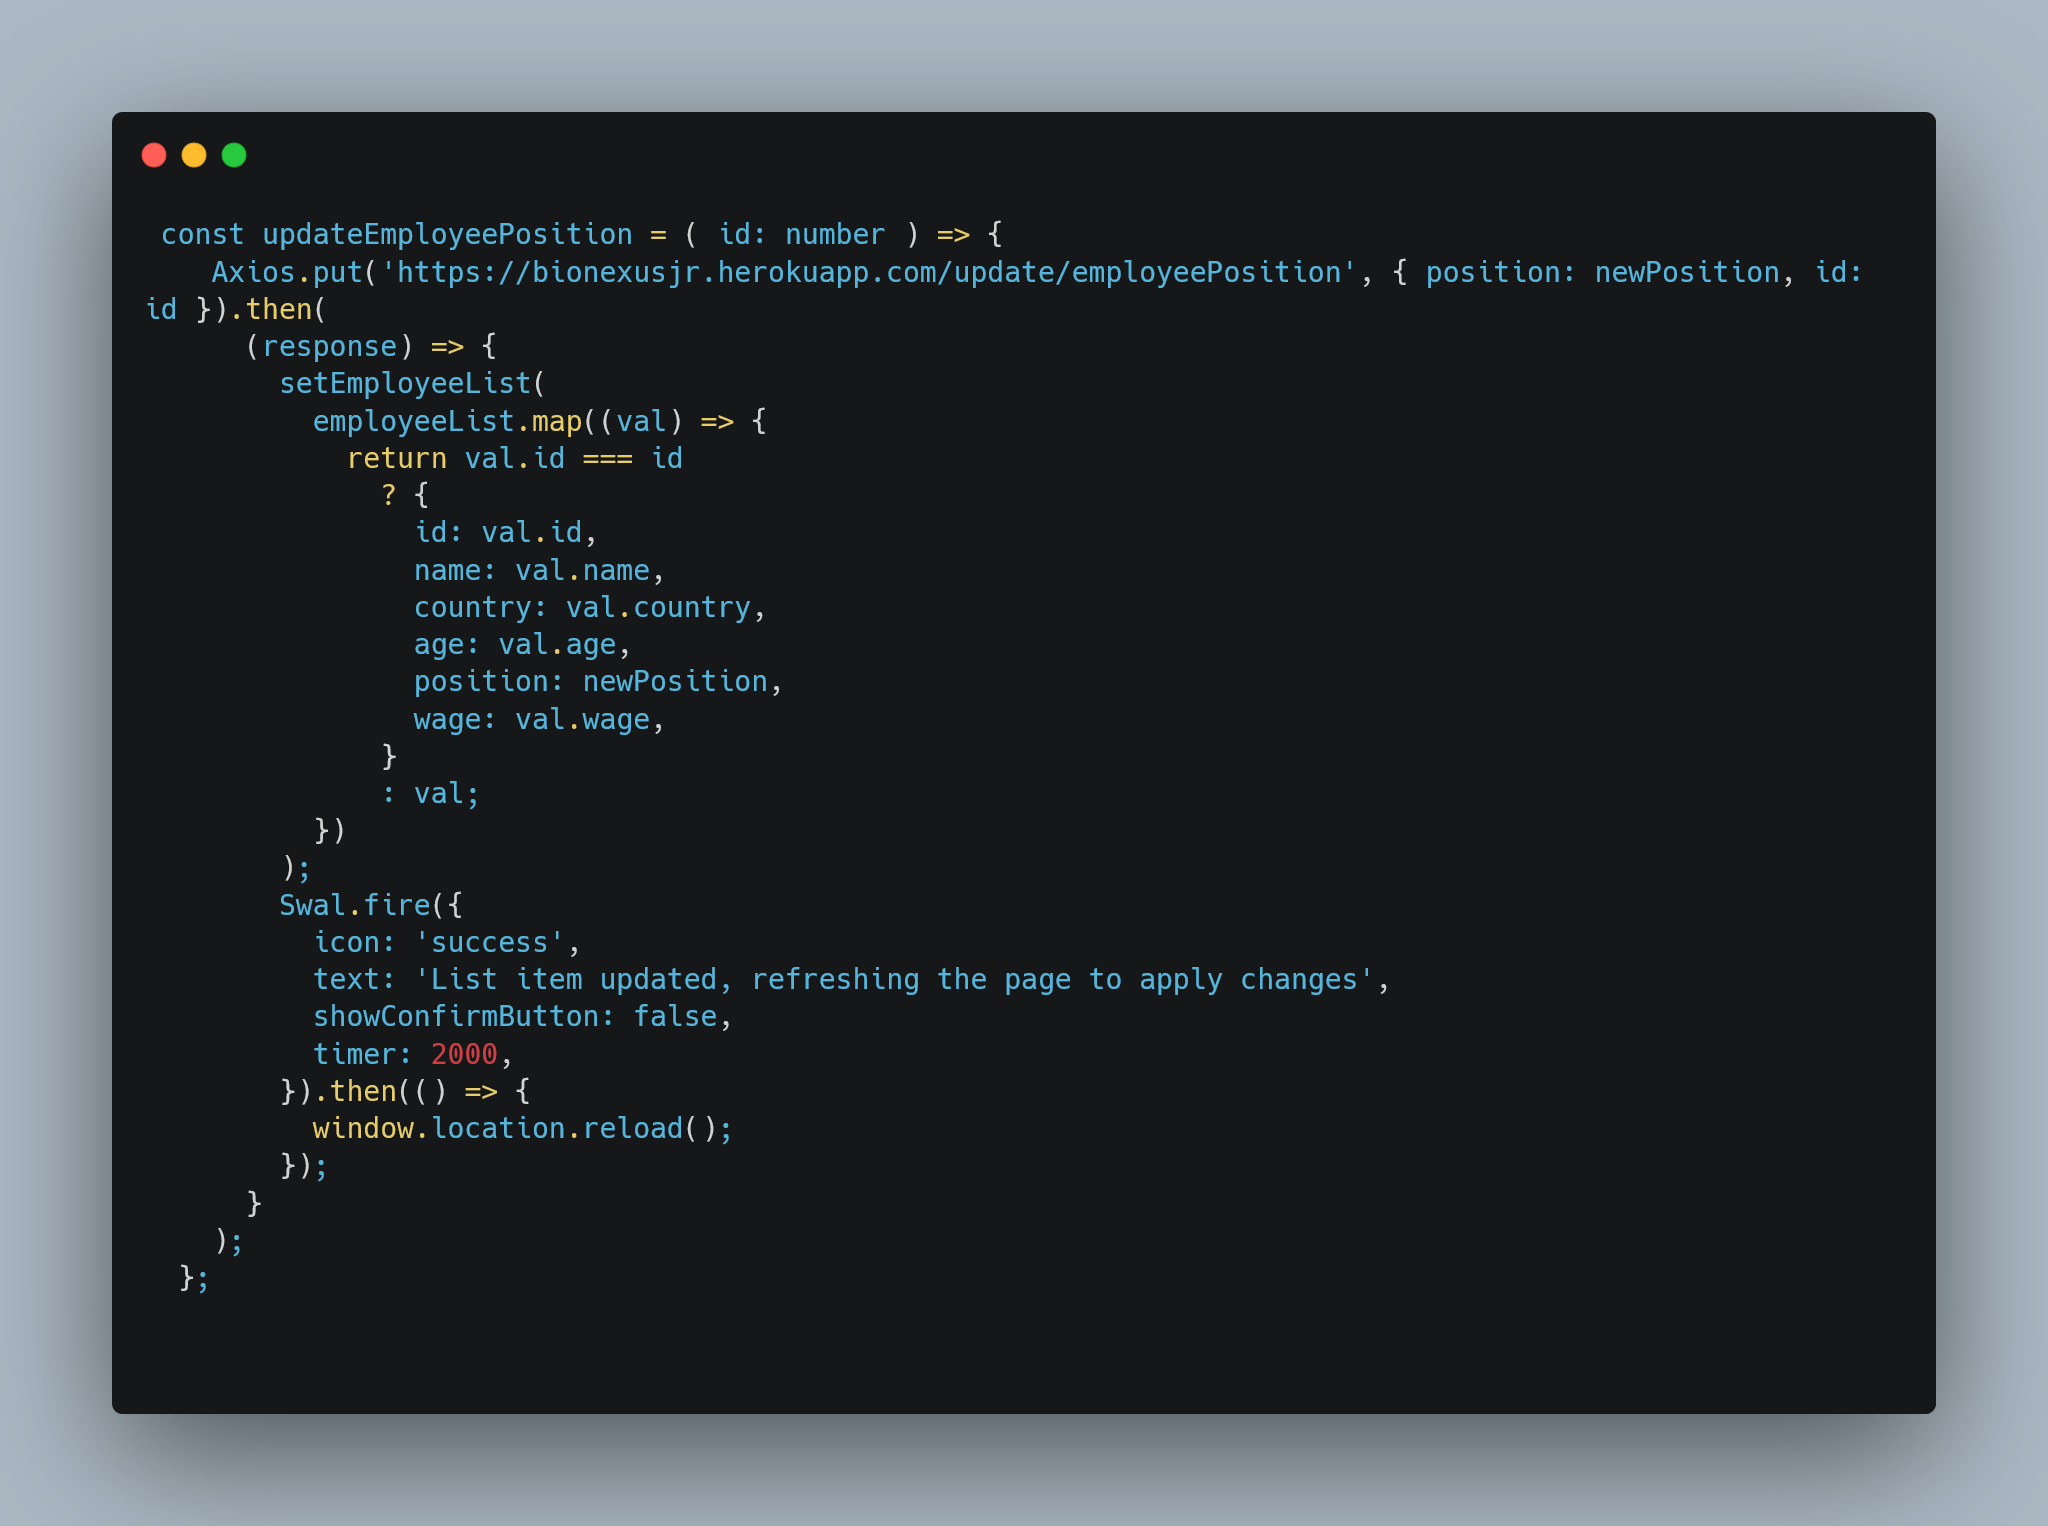 const updateEmployeePosition = ( id: number ) => {
Axios.put('https://bionexusjr.herokuapp.com/update/employeePosition', { position: newPosition, id:
id }).then(
(response) => {
setEmployeeList(
employeeList.map((val) => {
return val.id === id
? {
id: val.id,
name: val.name,
country: val.country,
age: val.age,
position: newPosition,
wage: val.wage,
}
: val;
})
);
Swal.fire({
icon: 'success',
text: 'List item updated, refreshing the page to apply changes',
showConfirmButton: false,
timer: 2000,
}).then(() => {
window.location.reload();
});
}
);
};